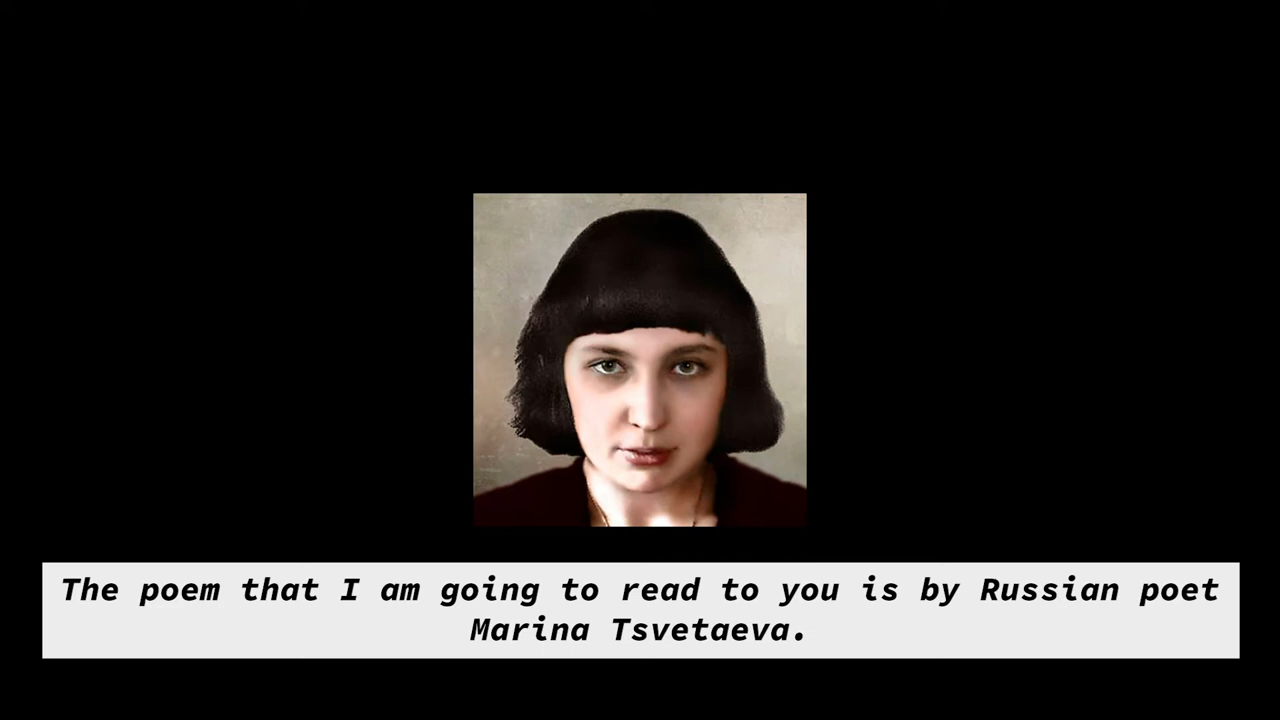 The poem that I am going to read to you is by Russian poet
Marina Tsvetaeva.